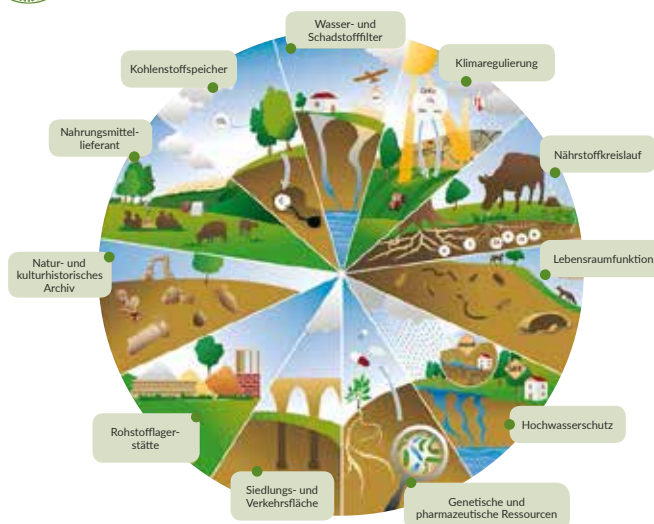 Wasser- und
Schadstofffilter
Kohlenstoffspeicher
Klimaregulierung
Nahrungsmittel-
lieferant
Nährstoffkreislauf
Natur- und
kulturhistorisches
Archiv
Lebensraumfunktion
Rohstofflager-
stätte
Hochwasserschutz
Siedlungs- und
Verkehrsfläche
Genetische und
pharmazeutische Ressourcen